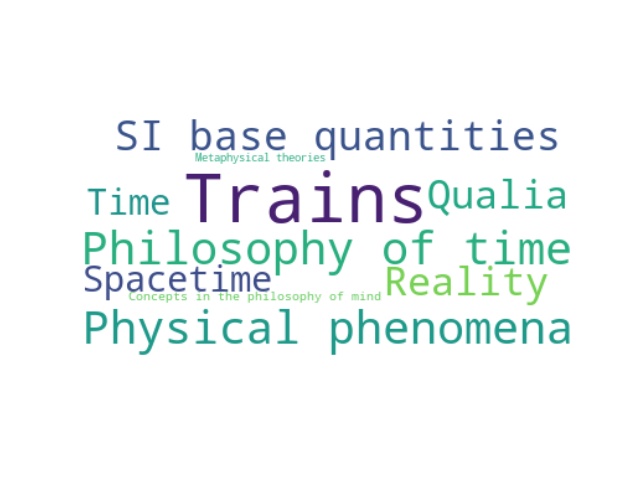 SI base quantities
Metaphysical theories
Time Trains Qualia
Philosophy of time
Spacetime Reality
Concepts in the philosophy of mind
Physical phenomena